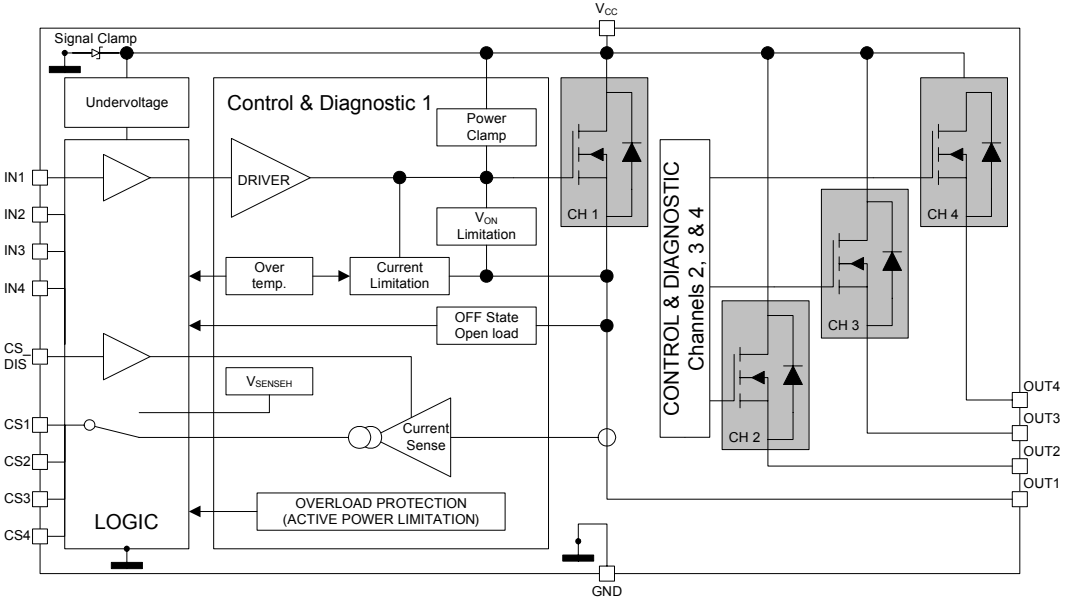 VCC
Signal Clamp
Undervoltage
Control & Diagnostic 1
Power
Clamp
IN1
DRIVER
IN2
VON
Limitation
CH 1
CH 4
IN3
Over
temp.
Current
Limitation
IN4
OFF State
Open load
CONTROL & DIAGNOSTIC
Channels 2, 3 & 4
CH 3
CS_
DIS
VSENSEH
OUT4
CS1
Current
Sense
CH 2
OUT3
CS2
OUT2
OUT1
CS3
OVERLOAD PROTECTION
(ACTIVE POWER LIMITATION)
LOGIC
CS4
GND